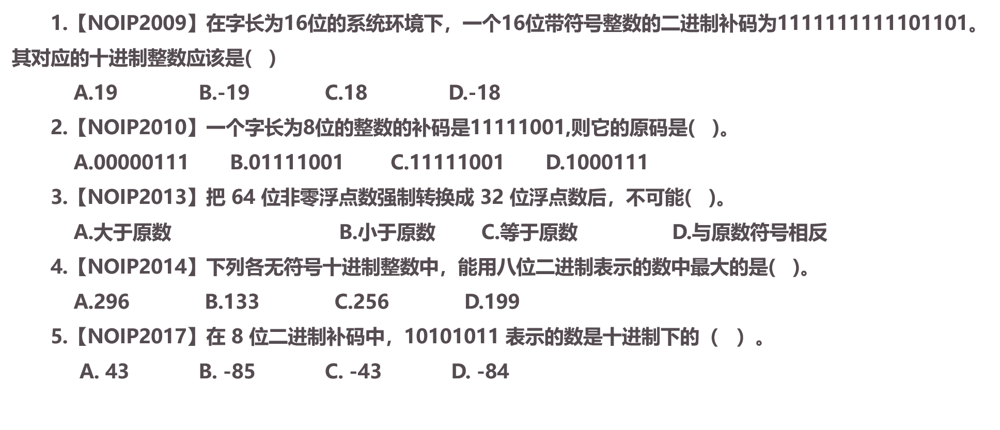 1.【NOIP2009】在字长为16位的系统环境下，一个16位带符号整数的二进制补码为1111111111101101。
其对应的十进制整数应该是(   )
A.19 B.-19 C.18 D.-18
2.【NOIP2010】一个字长为8位的整数的补码是11111001,则它的原码是(   )。
A.00000111 B.01111001 C.11111001 D.1000111
3.【NOIP2013】把 64 位非零浮点数强制转换成 32 位浮点数后，不可能(   )。
A.大于原数 B.小于原数 C.等于原数 D.与原数符号相反
4.【NOIP2014】下列各无符号十进制整数中，能用八位二进制表示的数中最大的是(   )。
A.296 B.133 C.256 D.199
5.【NOIP2017】在 8 位二进制补码中，10101011 表示的数是十进制下的（   ）。
A. 43 B. -85 C. -43 D. -84